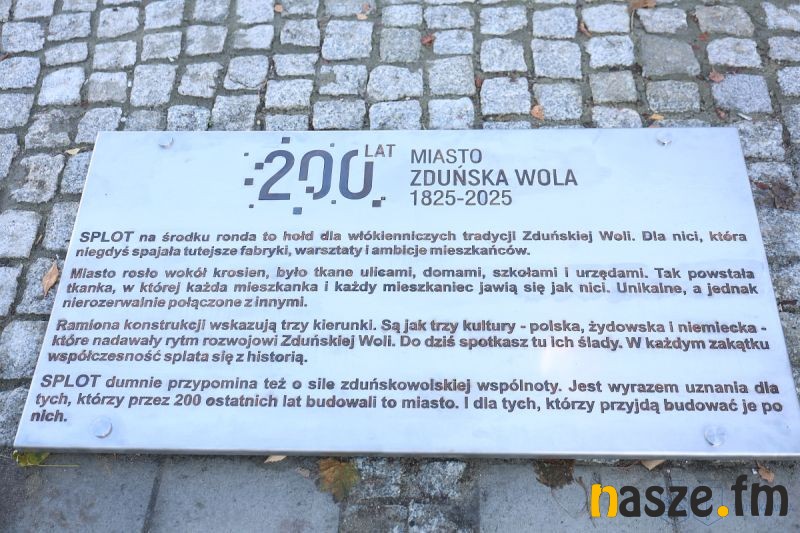 200 LAT
MIASTO
ZDUŃSKA WOLA
1825-2025
SPLOT na środku ronda to hołd dla włókienniczych tradycji Zduńskiej Woli. Dla nici, która
niegdyś spajała tutejsze fabryki, warsztaty i ambicje mieszkańców.
Miasto rosło wokół krosien, było tkane ulicami, domami, szkołami i urzędami. Tak powstała
tkanka, w której każda mieszkanka i każdy mieszkaniec jawią się jak nici. Unikalne, a jednak
nierozerwalnie połączone z innymi.
Ramiona konstrukcji wskazują trzy kierunki. Są jak trzy kultury - polska, żydowska i niemiecka -
które nadawały rytm rozwojowi Zduńskiej Woli. Do dziś spotkasz tu ich ślady. W każdym zakątku
współczesność splata się z historią.
SPLOT dumnie przypomina też o sile zduńskowolskiej wspólnoty. Jest wyrazem uznania dla
tych, którzy przez 200 ostatnich lat budowali to miasto. I dla tych, którzy przyjdą budować je po
nich.
nasze.fm